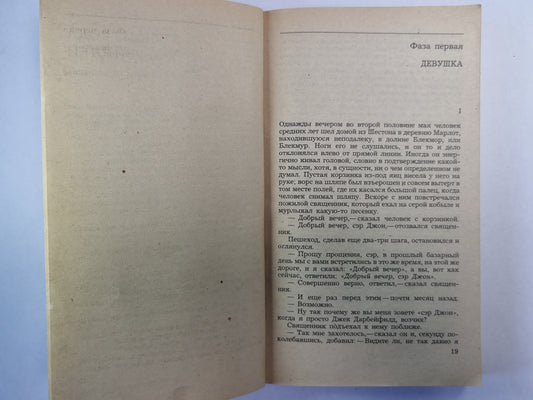 Фаза первая
ДЕВУШКА
I
Однажды вечером во второй половине мая человек
средних лет шел домой из Шестона в деревню Марлот,
находившуюся неподалеку, в долине Блекмор, или
Блекмур. Ноги его не слушались, и он то и дело
отклонялся влево от прямой линии. Иногда он энер-
гично кивал головой, словно в подтверждение какой-
то мысли, хотя, в сущности, ни о чем определенном не
думал. Пустая корзинка из-под яиц висела у него на
руке; ворс на шляпе был взъерошен и совсем вытерт в
том месте полей, где их касался большой палец, когда
человек снимал шляпу. Вскоре с ним повстречался
пожилой священник, который ехал на серой кобыле и
мурлыкал какую-то песенку.
— Добрый вечер,— сказал человек с корзинкой.
— Добрый вечер, сэр Джон,— отозвался священ-
ник.
Пешеход, сделав еще два-три шага, остановился и
оглянулся.
— Прошу прощения, сэр, в прошлый базарный
день мы с вами встретились в это же время, на этой же
дороге, и я сказал: «Добрый вечер», а вы, вот как
сейчас, ответили: «Добрый вечер, сэр Джон».
— Совершенно верно, ответил,— сказал священ-
ник.
— И еще раз перед этим — почти месяц назад.
— Возможно.
— Ну так почему же вы меня зовете «сэр Джон»,
когда я просто Джек Дарбейфилд, возчик?
Священник подъехал к нему поближе.
— Так мне захотелось,— сказал он и, секунду по-
колебавшись, добавил:— Видите ли, не так давно я
19